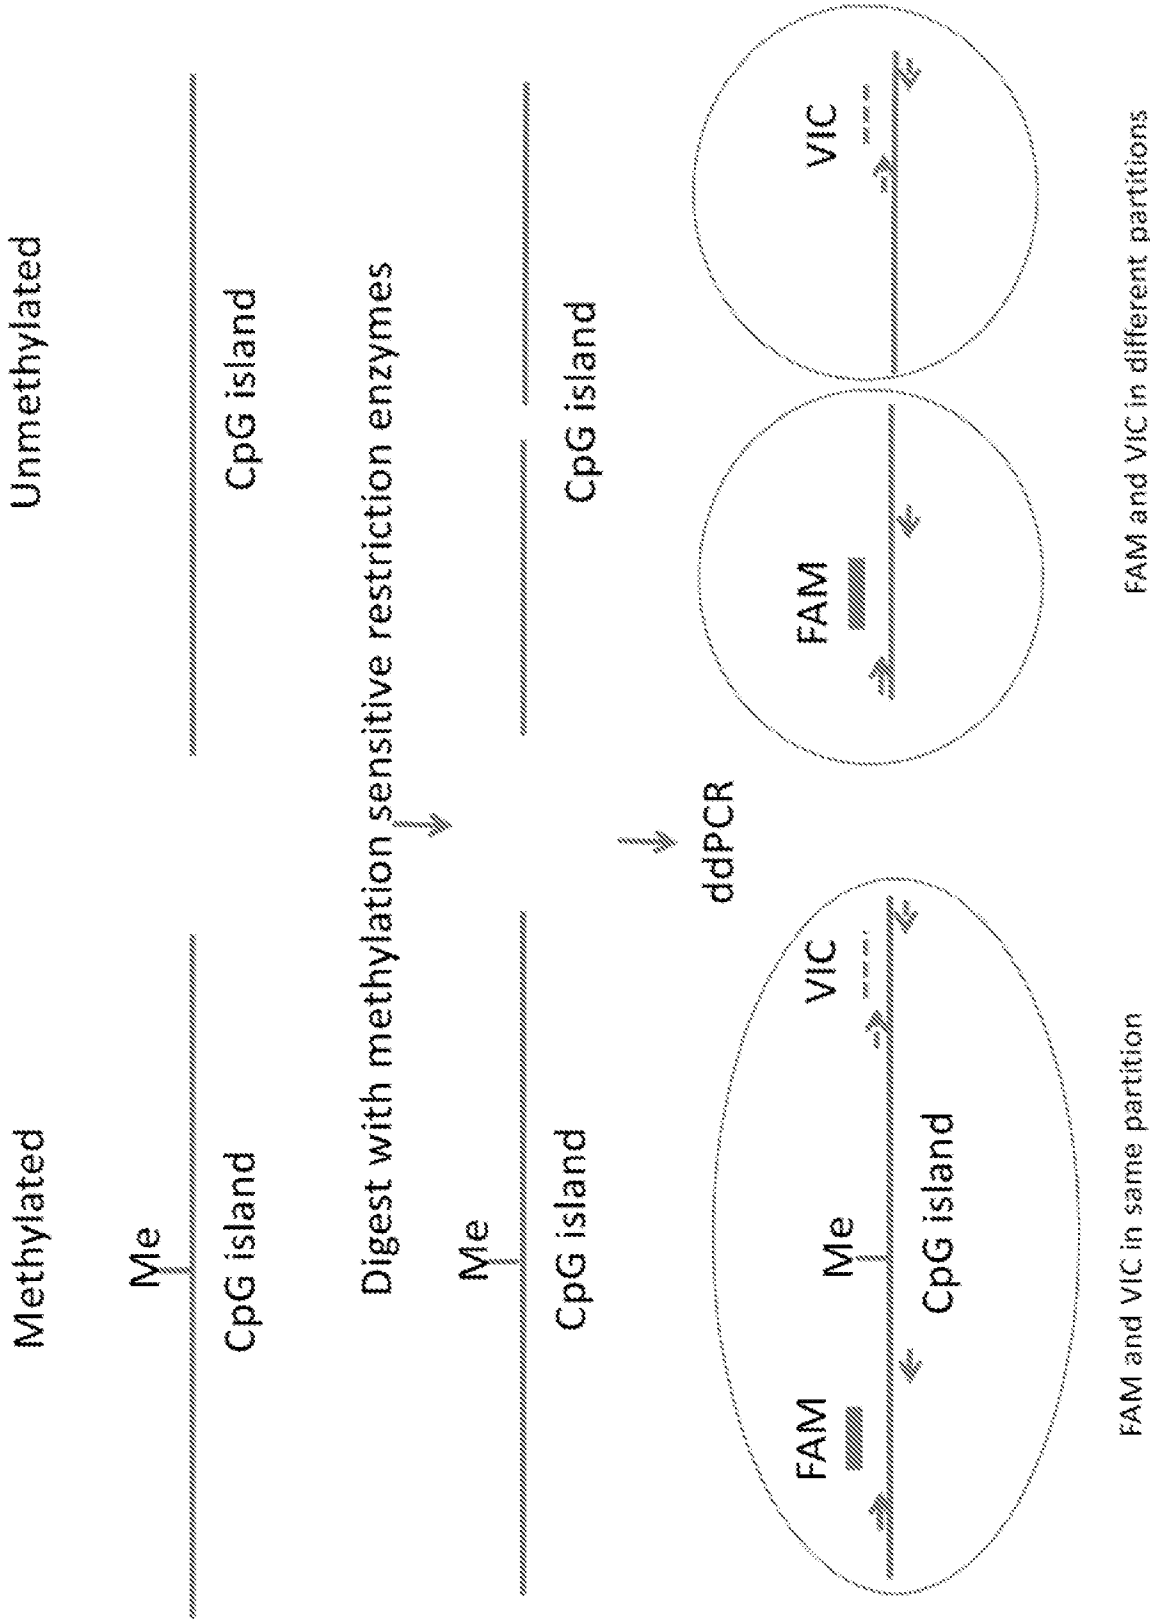 Methylated
Unmethylated
Me
CpG island
CpG island
Digest with methylation sensitive restriction enzymes
Me
CpG island
CpG island
ddPCR
FAM
Me
VIC
CpG island
FAM
VIC
FAM and VIC in same partition
FAM and VIC in different partitions